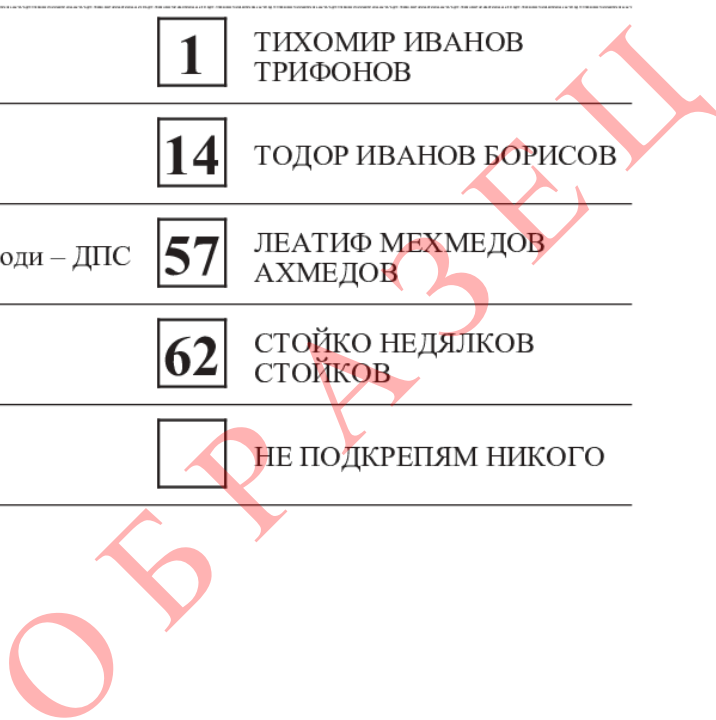 1 ТИХОМИР ИВАНОВ
ТРИФОНОВ
14 ТОДОР ИВАНОВ БОРИСОВ
оди – ДПС 57 ЛЕАТИФ МЕХМЕДОВ
АХМЕДОВ
62 СТОЙКО НЕДЯЛКОВ
СТОЙКОВ
НЕ ПОДКРЕПЯМ НИКОГО
ОБРАЗЕЦ